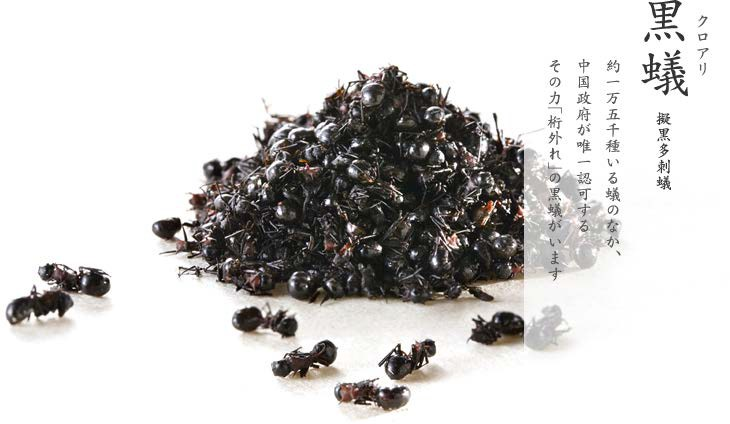 クロアリ
黒蟻
擬黒多刺蟻
約一万五千種いる蟻のなか、
中国政府が唯一認可する
その力「桁外れ」の黒蟻がいます